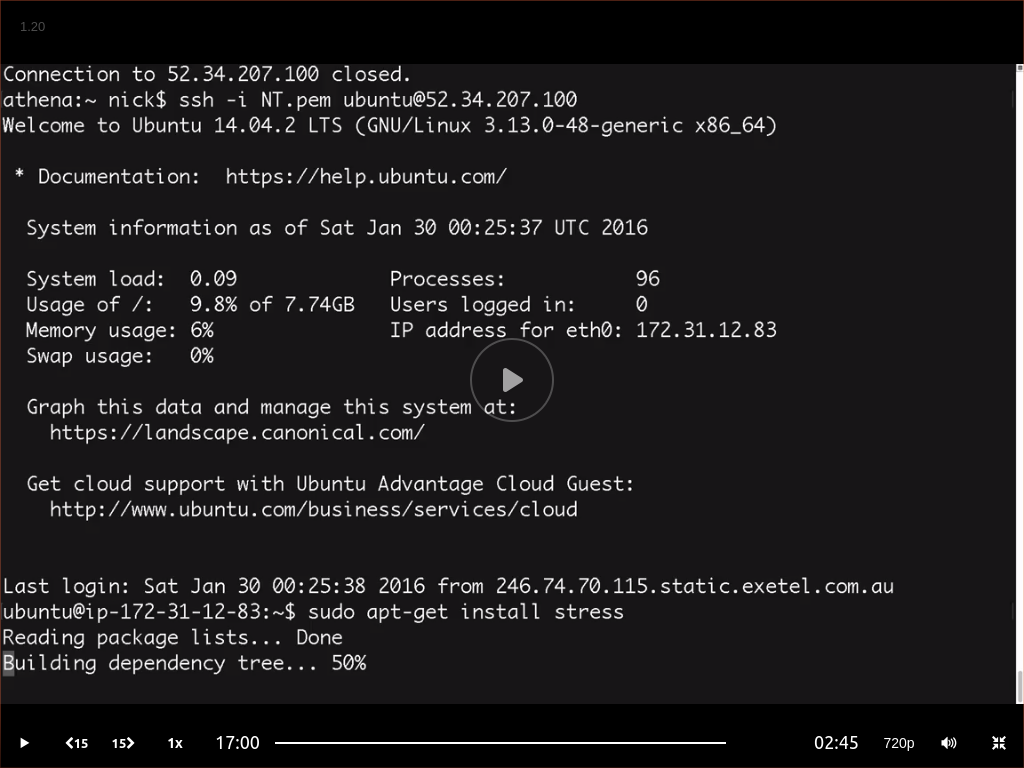 1.20
Connection to 52.34.207.100 closed.
athena:~ nick$ ssh -i NT.pem ubuntu@52.34.207.100
Welcome to Ubuntu 14.04.2 LTS (GNU/Linux 3.13.0-48-generic x86_64)
* Documentation:  https://help.ubuntu.com/
System information as of Sat Jan 30 00:25:37 UTC 2016
System load:  0.09             Processes:           96
Usage of /:   9.8% of 7.74GB   Users logged in:     0
Memory usage: 6%               IP address for eth0: 172.31.12.83
Swap usage:   0%
Graph this data and manage this system at:
https://landscape.canonical.com/
Get cloud support with Ubuntu Advantage Cloud Guest:
http://www.ubuntu.com/business/services/cloud
Last login: Sat Jan 30 00:25:38 2016 from 246.74.70.115.static.exetel.com.au
ubuntu@ip-172-31-12-83:~$ sudo apt-get install stress
Reading package lists... Done
Building dependency tree... 50%
15 15 1x 17:00 02:45 720p